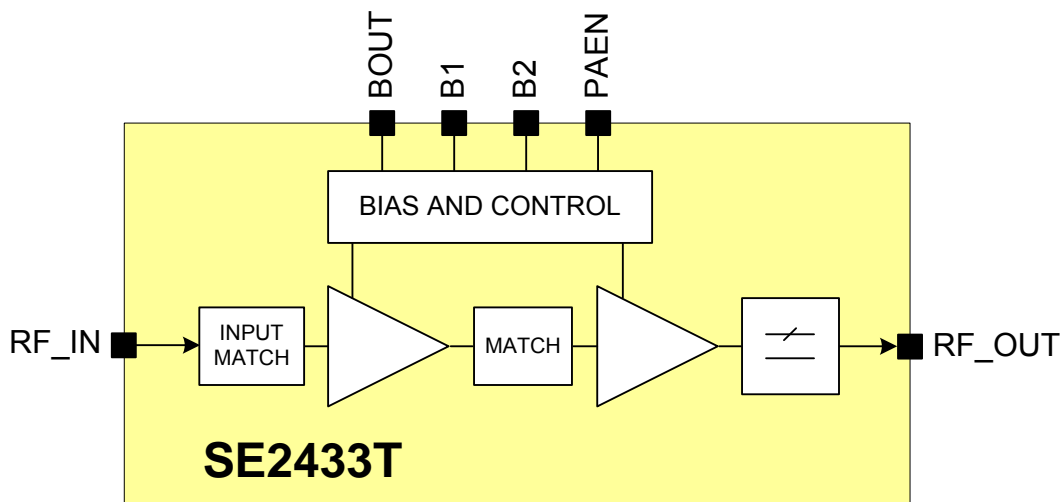 BOUT
B1
B2
PAEN
BIAS AND CONTROL
RF_IN
INPUT
MATCH
MATCH
RF_OUT
SE2433T